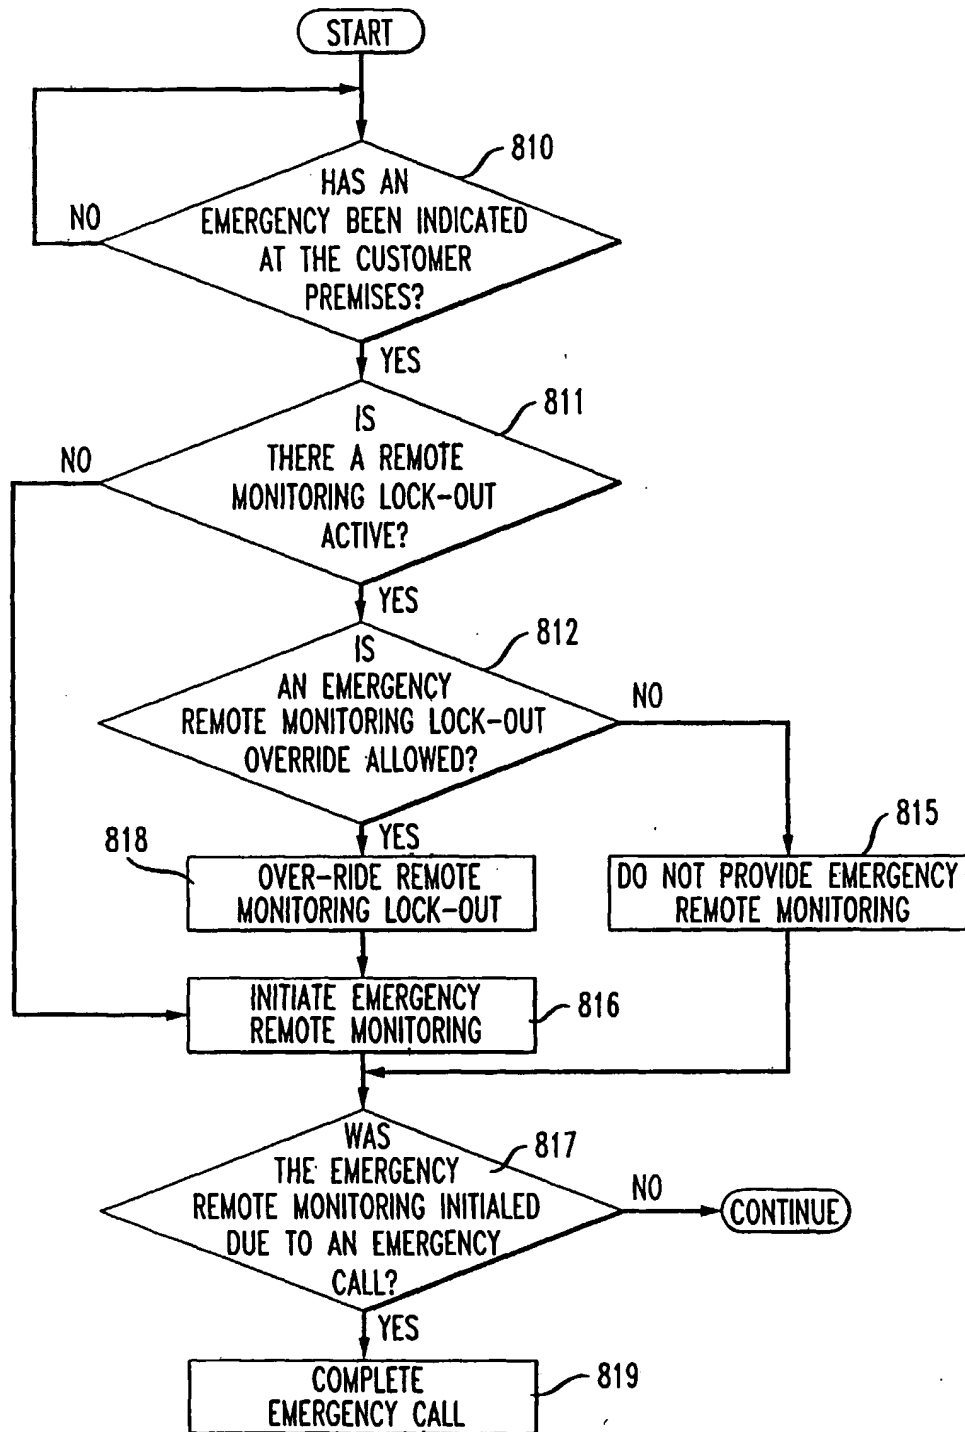 START
810
HAS AN
EMERGENCY BEEN INDICATED
AT THE CUSTOMER
PREMISES?
NO
YES
811
IS
THERE A REMOTE
MONITORING LOCK-OUT
ACTIVE?
NO
YES
812
IS
AN EMERGENCY
REMOTE MONITORING LOCK-OUT
OVERRIDE ALLOWED?
NO
YES
818
OVER-RIDE REMOTE
MONITORING LOCK-OUT
815
DO NOT PROVIDE EMERGENCY
REMOTE MONITORING
INITIATE EMERGENCY
REMOTE MONITORING
816
WAS
THE EMERGENCY
REMOTE MONITORING INITIALED
DUE TO AN EMERGENCY
CALL?
817
NO
CONTINUE
YES
COMPLETE
EMERGENCY CALL
819